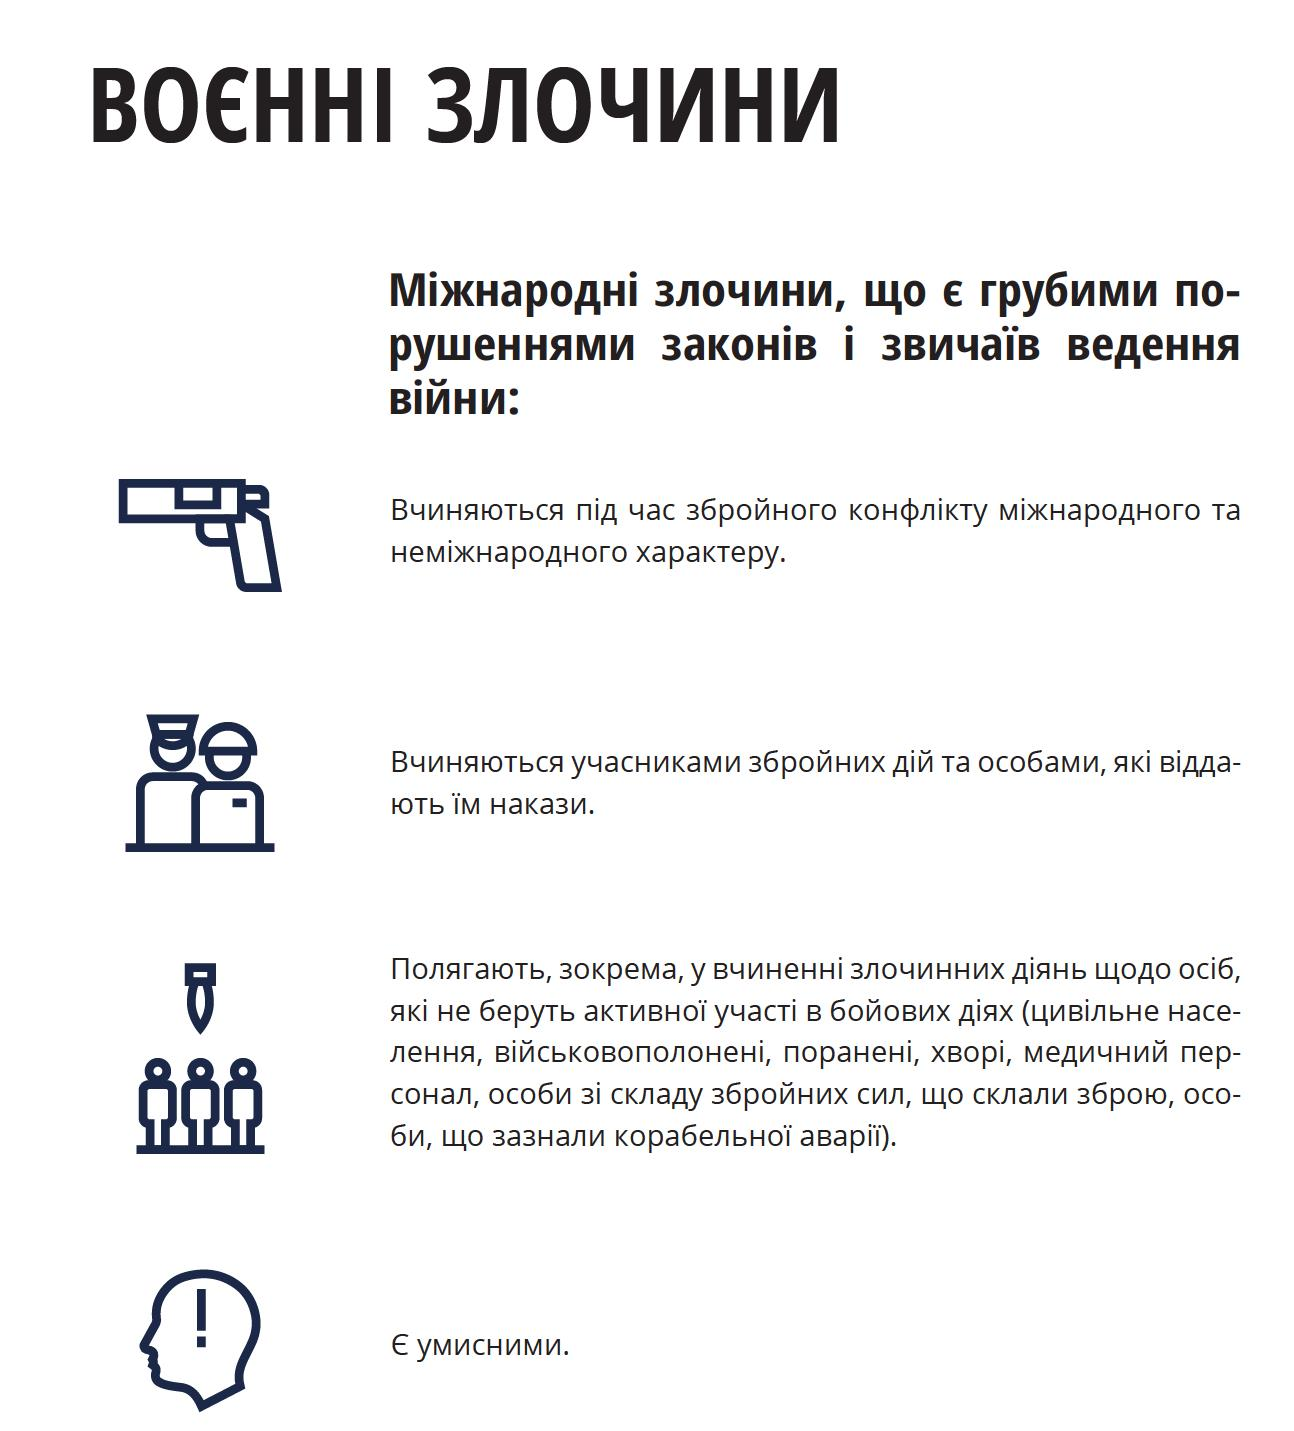 ВОЄННІ ЗЛОЧИНИ
Міжнародні злочини, що є грубими по-
рушеннями законів і звичаїв ведення
війни:
Вчиняються під час збройного конфлікту міжнародного та
неміжнародного характеру.
Вчиняються учасниками збройних дій та особами, які відда-
ють їм накази.
Полягають, зокрема, у вчиненні злочинних діянь щодо осіб,
які не беруть активної участі в бойових діях (цивільне насе-
лення, військовополонені, поранені, хворі, медичний пер-
сонал, особи зі складу збройних сил, що склали зброю, осо-
би, що зазнали корабельної аварії).
Є умисними.